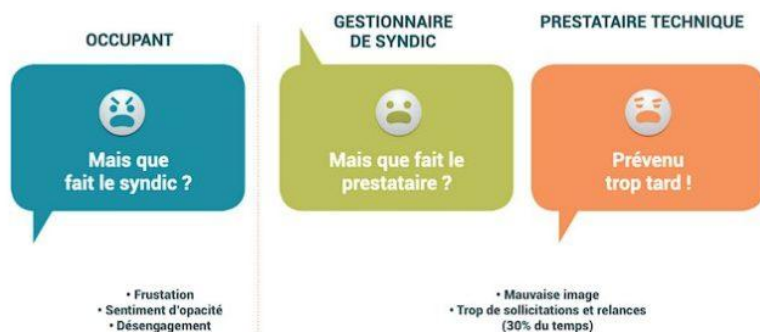 OCCUPANT
Mais que
fait le syndic ?
• Frustation
• Sentiment d'opacité
• Désengagement
GESTIONNAIRE
DE SYNDIC
Mais que fait le
prestataire ?
PRESTATAIRE TECHNIQUE
Prévenu
trop tard !
• Mauvaise image
• Trop de sollicitations et relances
(30% du temps)